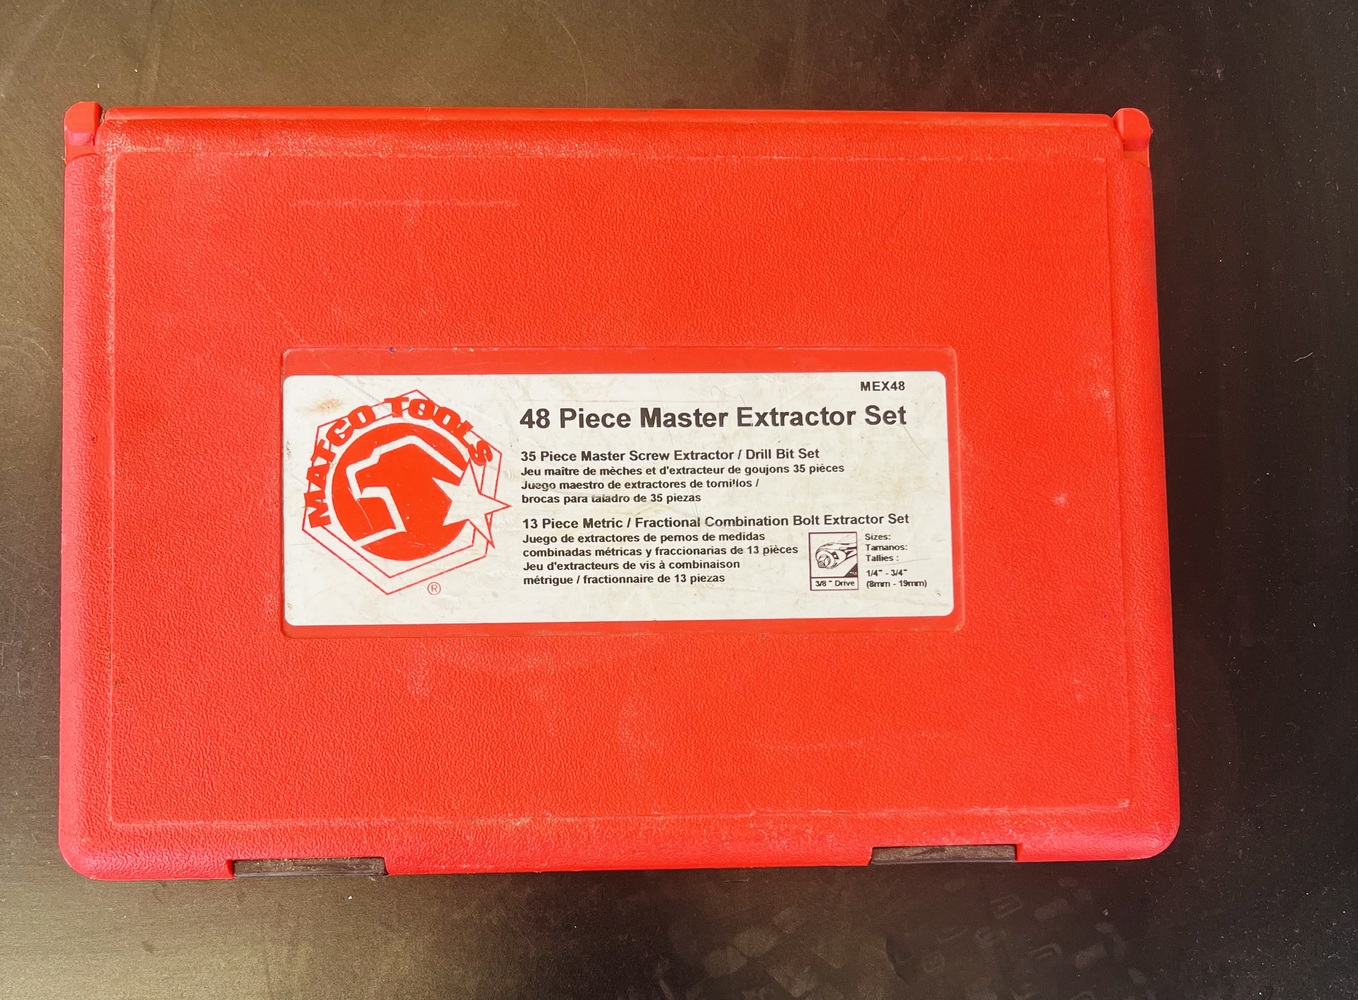 MATCO TOOLS
®
MEX48
48 Piece Master Extractor Set
35 Piece Master Screw Extractor / Drill Bit Set
Jeu maître de mèches et d'extracteur de goujons 35 pièces
Juego maestro de extractores de tornillos /
brocas para taladro de 35 piezas
13 Piece Metric / Fractional Combination Bolt Extractor Set
Juego de extractores de pernos de medidas
combinadas métricas y fraccionarias de 13 pièces
Jeu d'extracteurs de vis à combinaison
métrigue / fractionnaire de 13 piezas
3/8 " Drive
Sizes:
Tamanos:
Tallies :
1/4" - 3/4"
(8mm - 19mm)